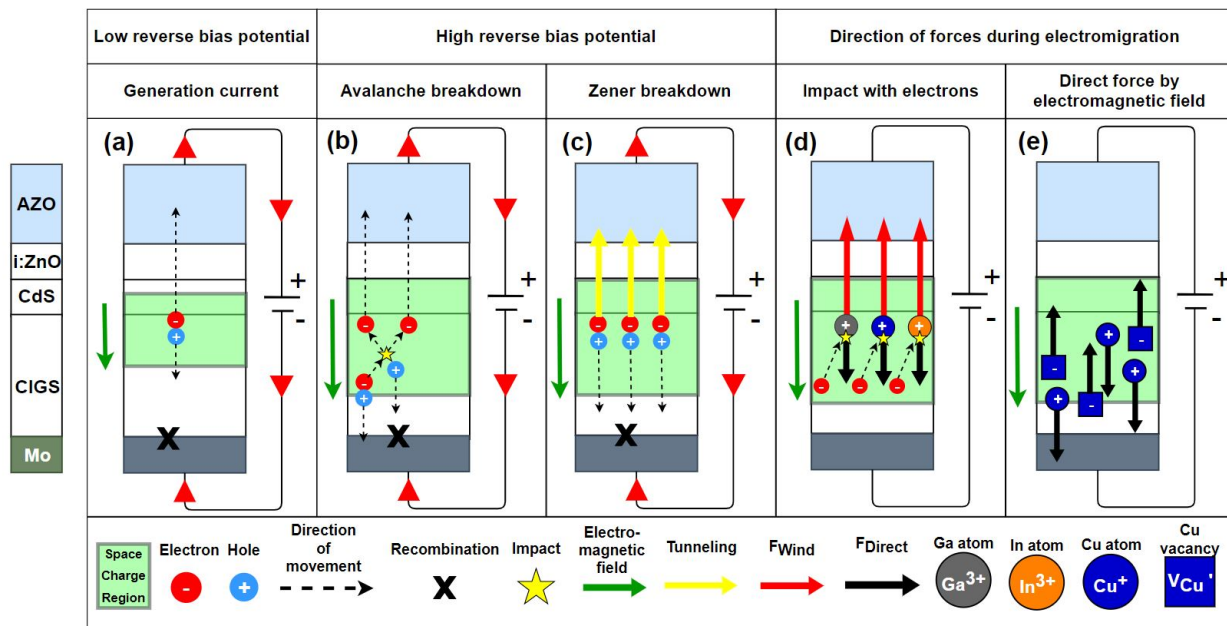 Low reverse bias potential
High reverse bias potential
Direction of forces during electromigration
Generation current
Avalanche breakdown
Zener breakdown
Impact with electrons
Direct force by
electromagnetic field
(a)
(b)
(c)
(d)
(e)
AZO
i:ZnO
CdS
CIGS
Mo
+
-
-
+
X
+
-
-
-
-
+
+
X
+
-
-
-
-
+
+
+
X
+
-
+
+
+
-
-
-
+
-
-
-
-
+
+
+
Space
Charge
Region
Electron
-
Hole
+
Direction
of
movement
Recombination
X
Impact
Electro-
magnetic
field
Tunneling
FWind
FDirect
Ga atom
Ga3+
In atom
In3+
Cu atom
Cu+
Cu
vacancy
VCu'